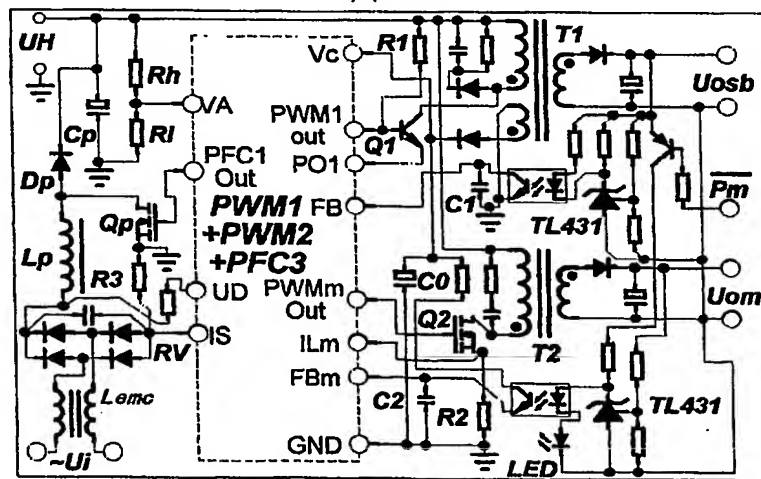 UH
Rh
Cp
Rl
Dp
Lp
Qp
R3
RV
Lemc
~Ui
VA
PFC1
Out
PWM1
+PWM2
+PFC3
UD
IS
Vc
PWM1
out
PO1
FB
PWMm
Out
ILm
FBm
GND
R1
Q1
C1
C0
Q2
C2
R2
T1
T2
TL431
TL431
LED
Uosb
Pm
Uom